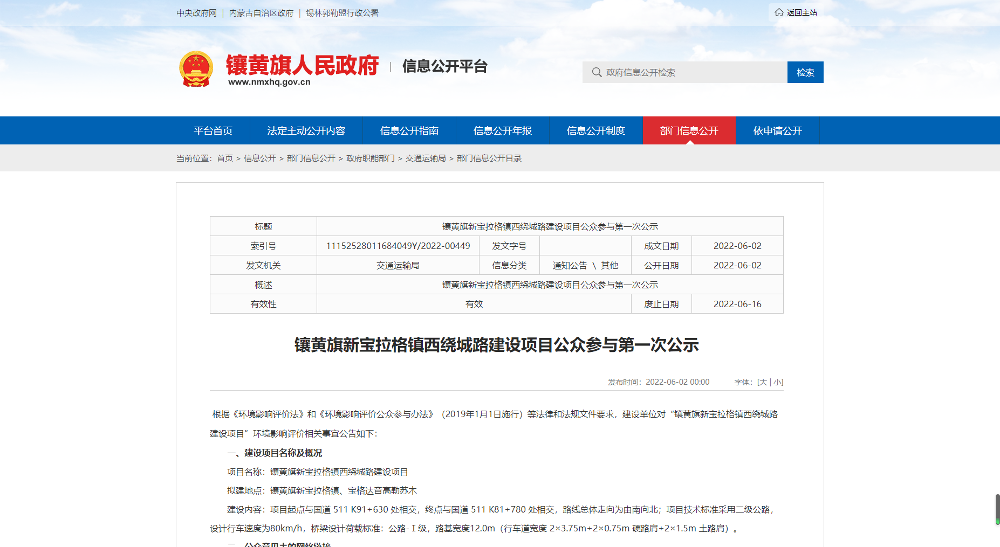 中央政府网 | 内蒙古自治区政府 | 锡林郭勒盟行政公署
返回主站
镶黄旗人民政府 | 信息公开平台
www.nmxhq.gov.cn
政府信息公开检索 检索
平台首页 法定主动公开内容 信息公开指南 信息公开年报 信息公开制度 部门信息公开 依申请公开
当前位置：首页 > 信息公开 > 部门信息公开 > 政府职能部门 > 交通运输局 > 部门信息公开目录
标题 镶黄旗新宝拉格镇西绕城路建设项目公众参与第一次公示
索引号 11152528011684049Y/2022-00449 发文字号 成文日期 2022-06-02
发文机关 交通运输局 信息分类 通知公告 \ 其他 公开日期 2022-06-02
概述 镶黄旗新宝拉格镇西绕城路建设项目公众参与第一次公示
有效性 有效 废止日期 2022-06-16
镶黄旗新宝拉格镇西绕城路建设项目公众参与第一次公示
发布时间：2022-06-02 00:00 字体：[大 | 小]
根据《环境影响评价法》和《环境影响评价公众参与办法》（2019年1月1日施行）等法律和法规文件要求，建设单位对“镶黄旗新宝拉格镇西绕城路
建设项目”环境影响评价相关事宜公告如下：
一、建设项目名称及概况
项目名称：镶黄旗新宝拉格镇西绕城路建设项目
拟建地点：镶黄旗新宝拉格镇、宝格达音高勒苏木
建设内容：项目起点与国道 511 K91+630 处相交，终点与国道 511 K81+780 处相交，路线总体走向为由南向北；项目技术标准采用二级公路，
设计行车速度为80km/h，桥梁设计荷载标准：公路-Ⅰ级，路基宽度12.0m（行车道宽度 2×3.75m+2×0.75m 硬路肩+2×1.5m 土路肩）。
二、公众意见表的网络链接